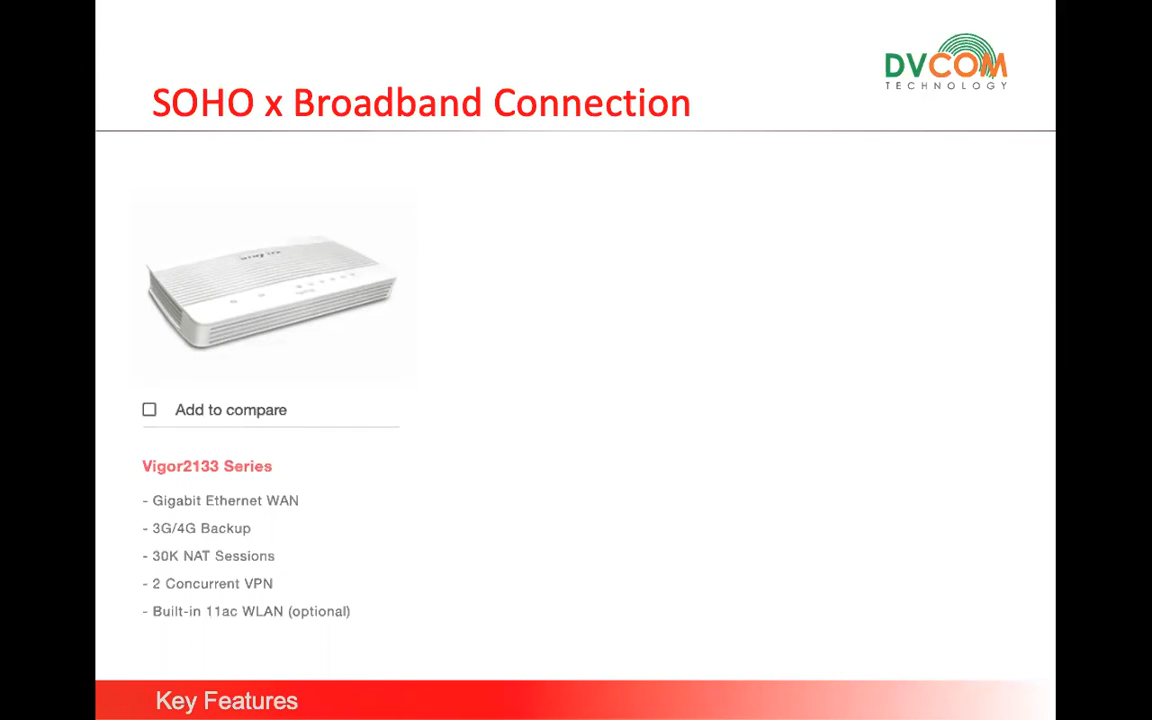 DVCOM
TECHNOLOGY
SOHO x Broadband Connection
Add to compare
Vigor2133 Series
- Gigabit Ethernet WAN
- 3G/4G Backup
- 30K NAT Sessions
- 2 Concurrent VPN
- Built-in 11ac WLAN (optional)
Key Features